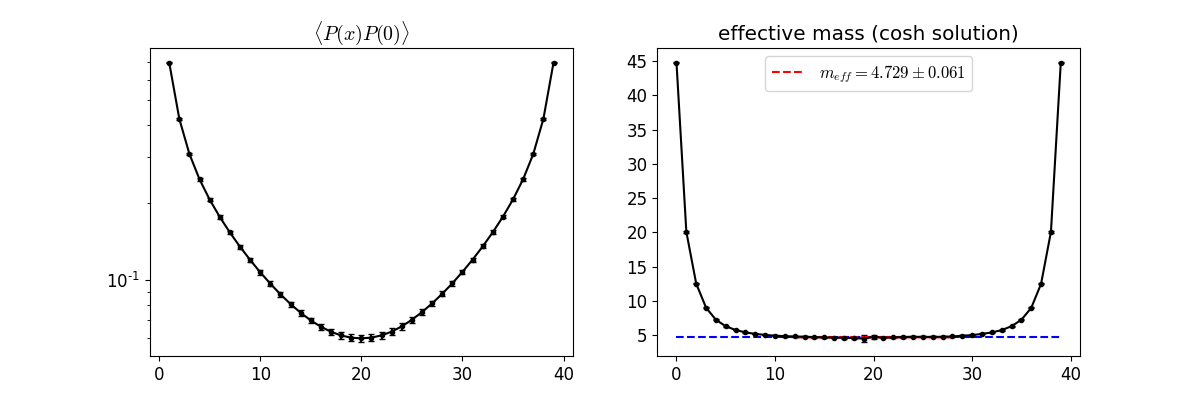 ⟨P(x)P(0)⟩
10⁻¹
0 10 20 30 40
effective mass (cosh solution)
m_eff = 4.729 ± 0.061
45
40
35
30
25
20
15
10
5
0 10 20 30 40